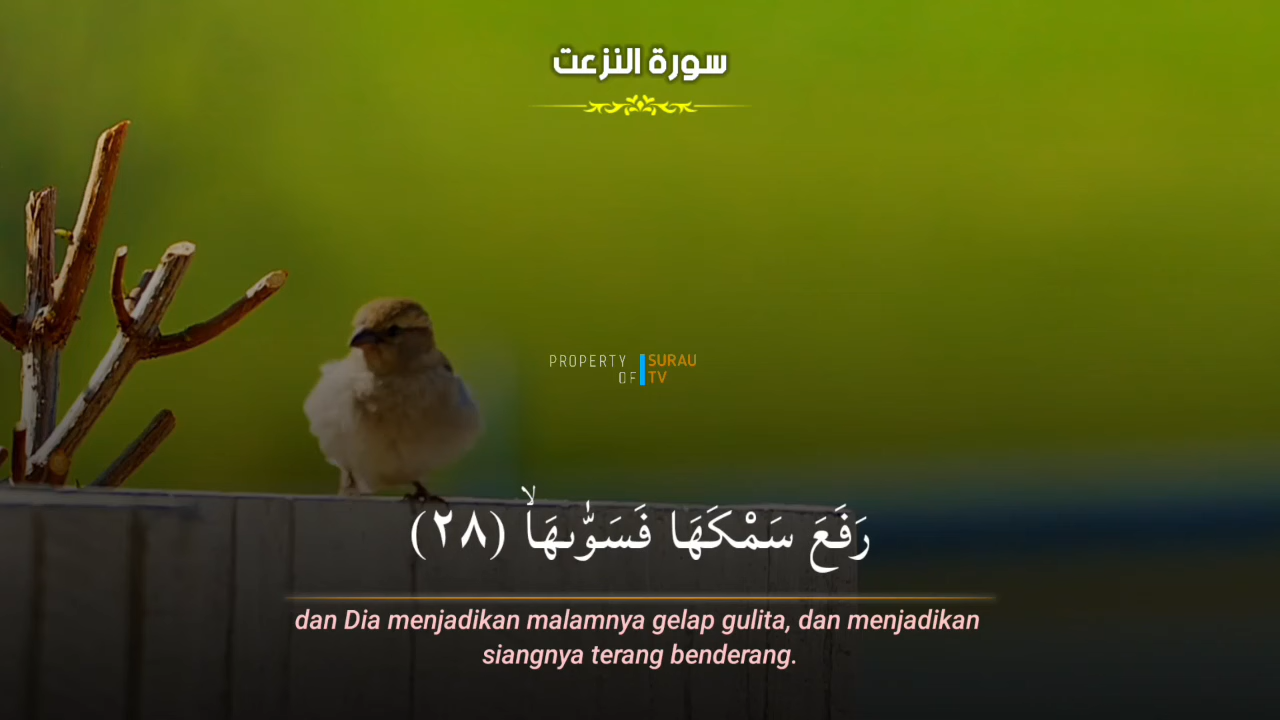 سورة النزعت
PROPERTY OF SURAU TV
رَفَعَ سَمْكَهَا فَسَوّٰىهَاۙ (٢٨)
dan Dia menjadikan malamnya gelap gulita, dan menjadikan
siangnya terang benderang.